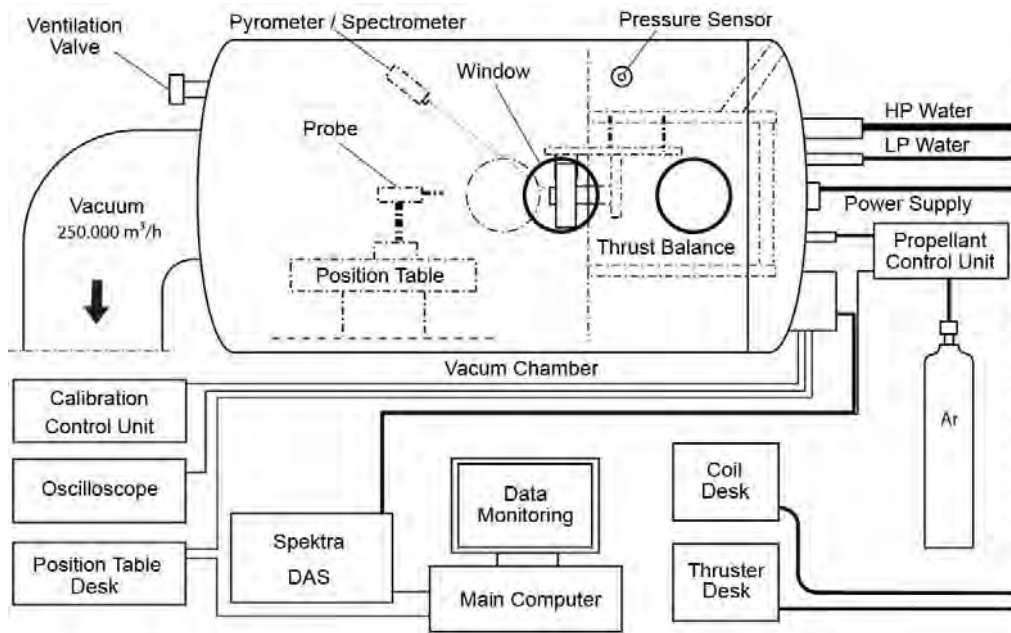 Ventilation
Valve
Pyrometer / Spectrometer
Pressure Sensor
Window
Probe
HP Water
LP Water
Vacuum
250.000 m³/h
Power Supply
Position Table
Thrust Balance
Propellant
Control Unit
Vacum Chamber
Calibration
Control Unit
Ar
Oscilloscope
Data
Monitoring
Coil
Desk
Spektra
DAS
Position Table
Desk
Main Computer
Thruster
Desk